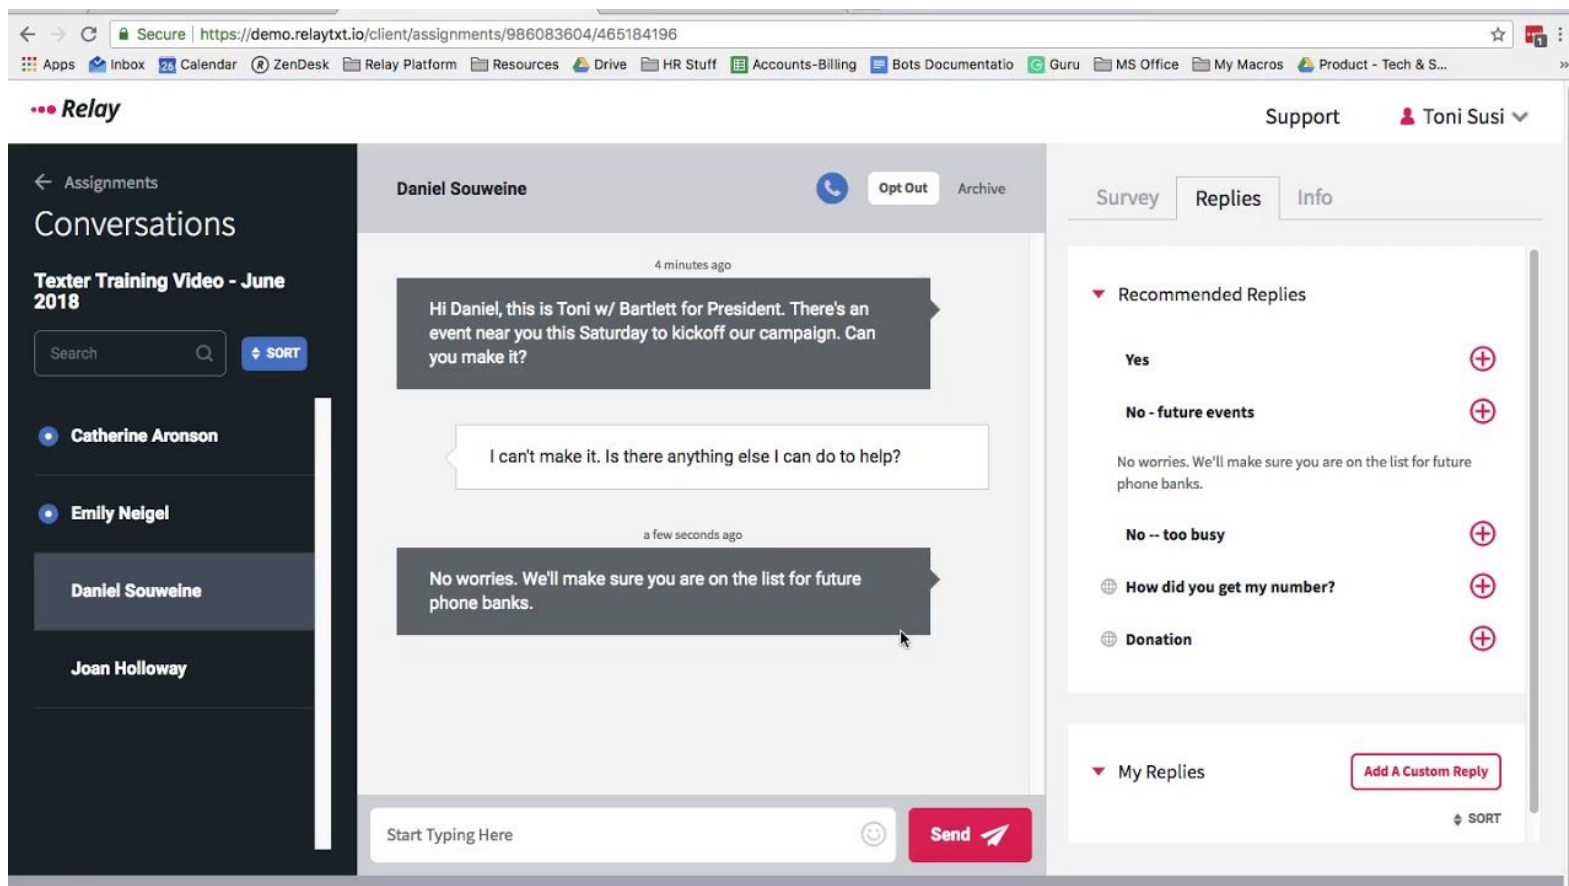 Secure | https://demo.relaytxt.io/client/assignments/986083604/465184196
1
Apps Inbox 26 Calendar R ZenDesk Relay Platform Resources Drive HR Stuff Accounts-Billing Bots Documentatio G Guru MS Office My Macros Product - Tech & S... »
Relay
Support Toni Susi
← Assignments
Conversations
Texter Training Video - June
2018
Search SORT
Catherine Aronson
Emily Neigel
Daniel Souweine
Joan Holloway
Daniel Souweine Opt Out Archive
4 minutes ago
Hi Daniel, this is Toni w/ Bartlett for President. There's an
event near you this Saturday to kickoff our campaign. Can
you make it?
I can't make it. Is there anything else I can do to help?
a few seconds ago
No worries. We'll make sure you are on the list for future
phone banks.
Start Typing Here Send
Survey Replies Info
Recommended Replies
Yes
No - future events
No worries. We'll make sure you are on the list for future
phone banks.
No -- too busy
How did you get my number?
Donation
My Replies Add A Custom Reply
SORT